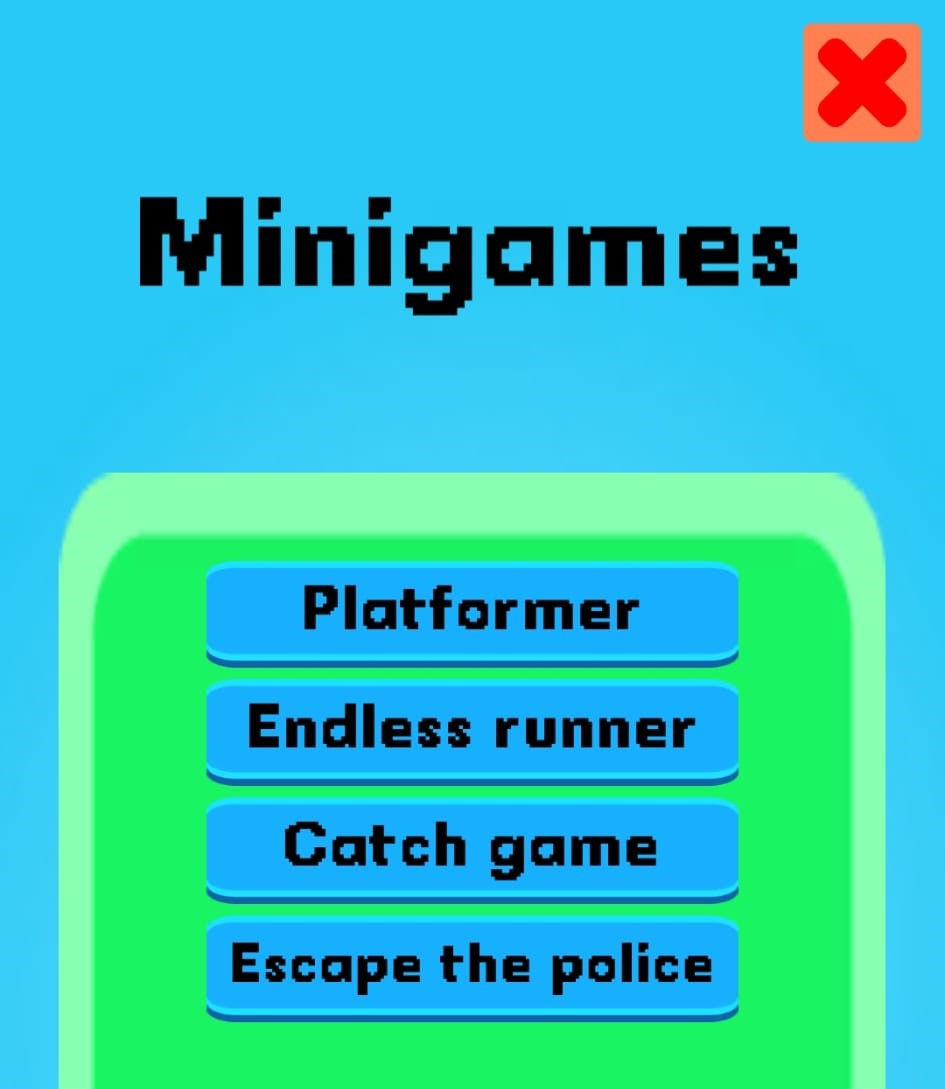 Minigames
Platformer
Endless runner
Catch game
Escape the police